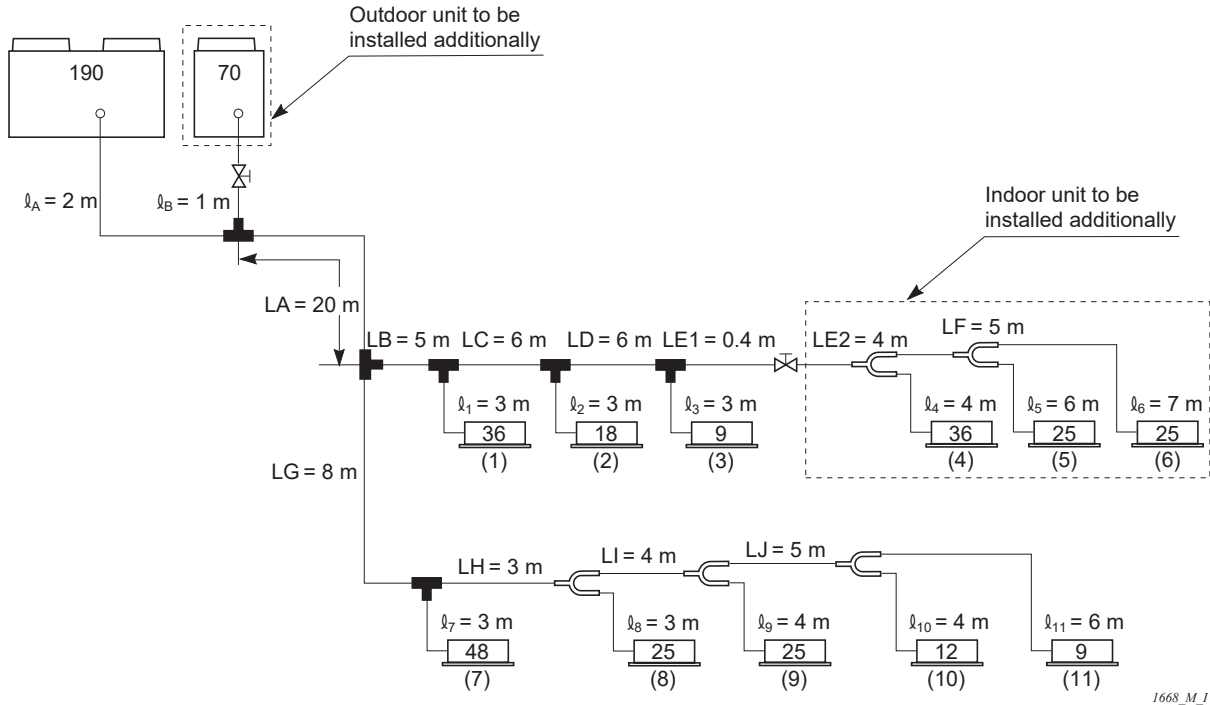 Outdoor unit to be
installed additionally
190
70
ℓA = 2 m
ℓB = 1 m
Indoor unit to be
installed additionally
LA = 20 m
LB = 5 m LC = 6 m LD = 6 m LE1 = 0.4 m LE2 = 4 m LF = 5 m
ℓ1 = 3 m ℓ2 = 3 m ℓ3 = 3 m ℓ4 = 4 m ℓ5 = 6 m ℓ6 = 7 m
36 18 9 36 25 25
(1) (2) (3) (4) (5) (6)
LG = 8 m
LH = 3 m LI = 4 m LJ = 5 m
ℓ7 = 3 m ℓ8 = 3 m ℓ9 = 4 m ℓ10 = 4 m ℓ11 = 6 m
48 25 25 12 9
(7) (8) (9) (10) (11)
1668_M_I